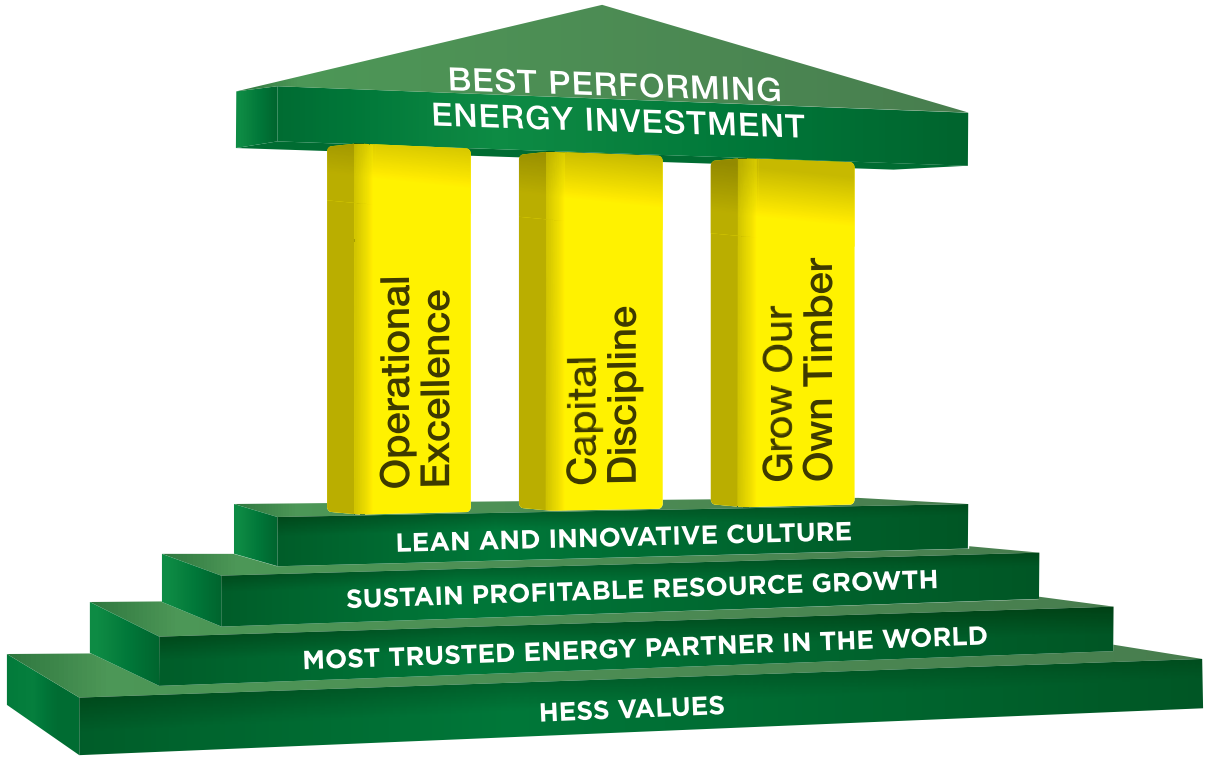 BEST PERFORMING
ENERGY INVESTMENT
Operational
Excellence
Capital
Discipline
Grow Our
Own Timber
LEAN AND INNOVATIVE CULTURE
SUSTAIN PROFITABLE RESOURCE GROWTH
MOST TRUSTED ENERGY PARTNER IN THE WORLD
HESS VALUES